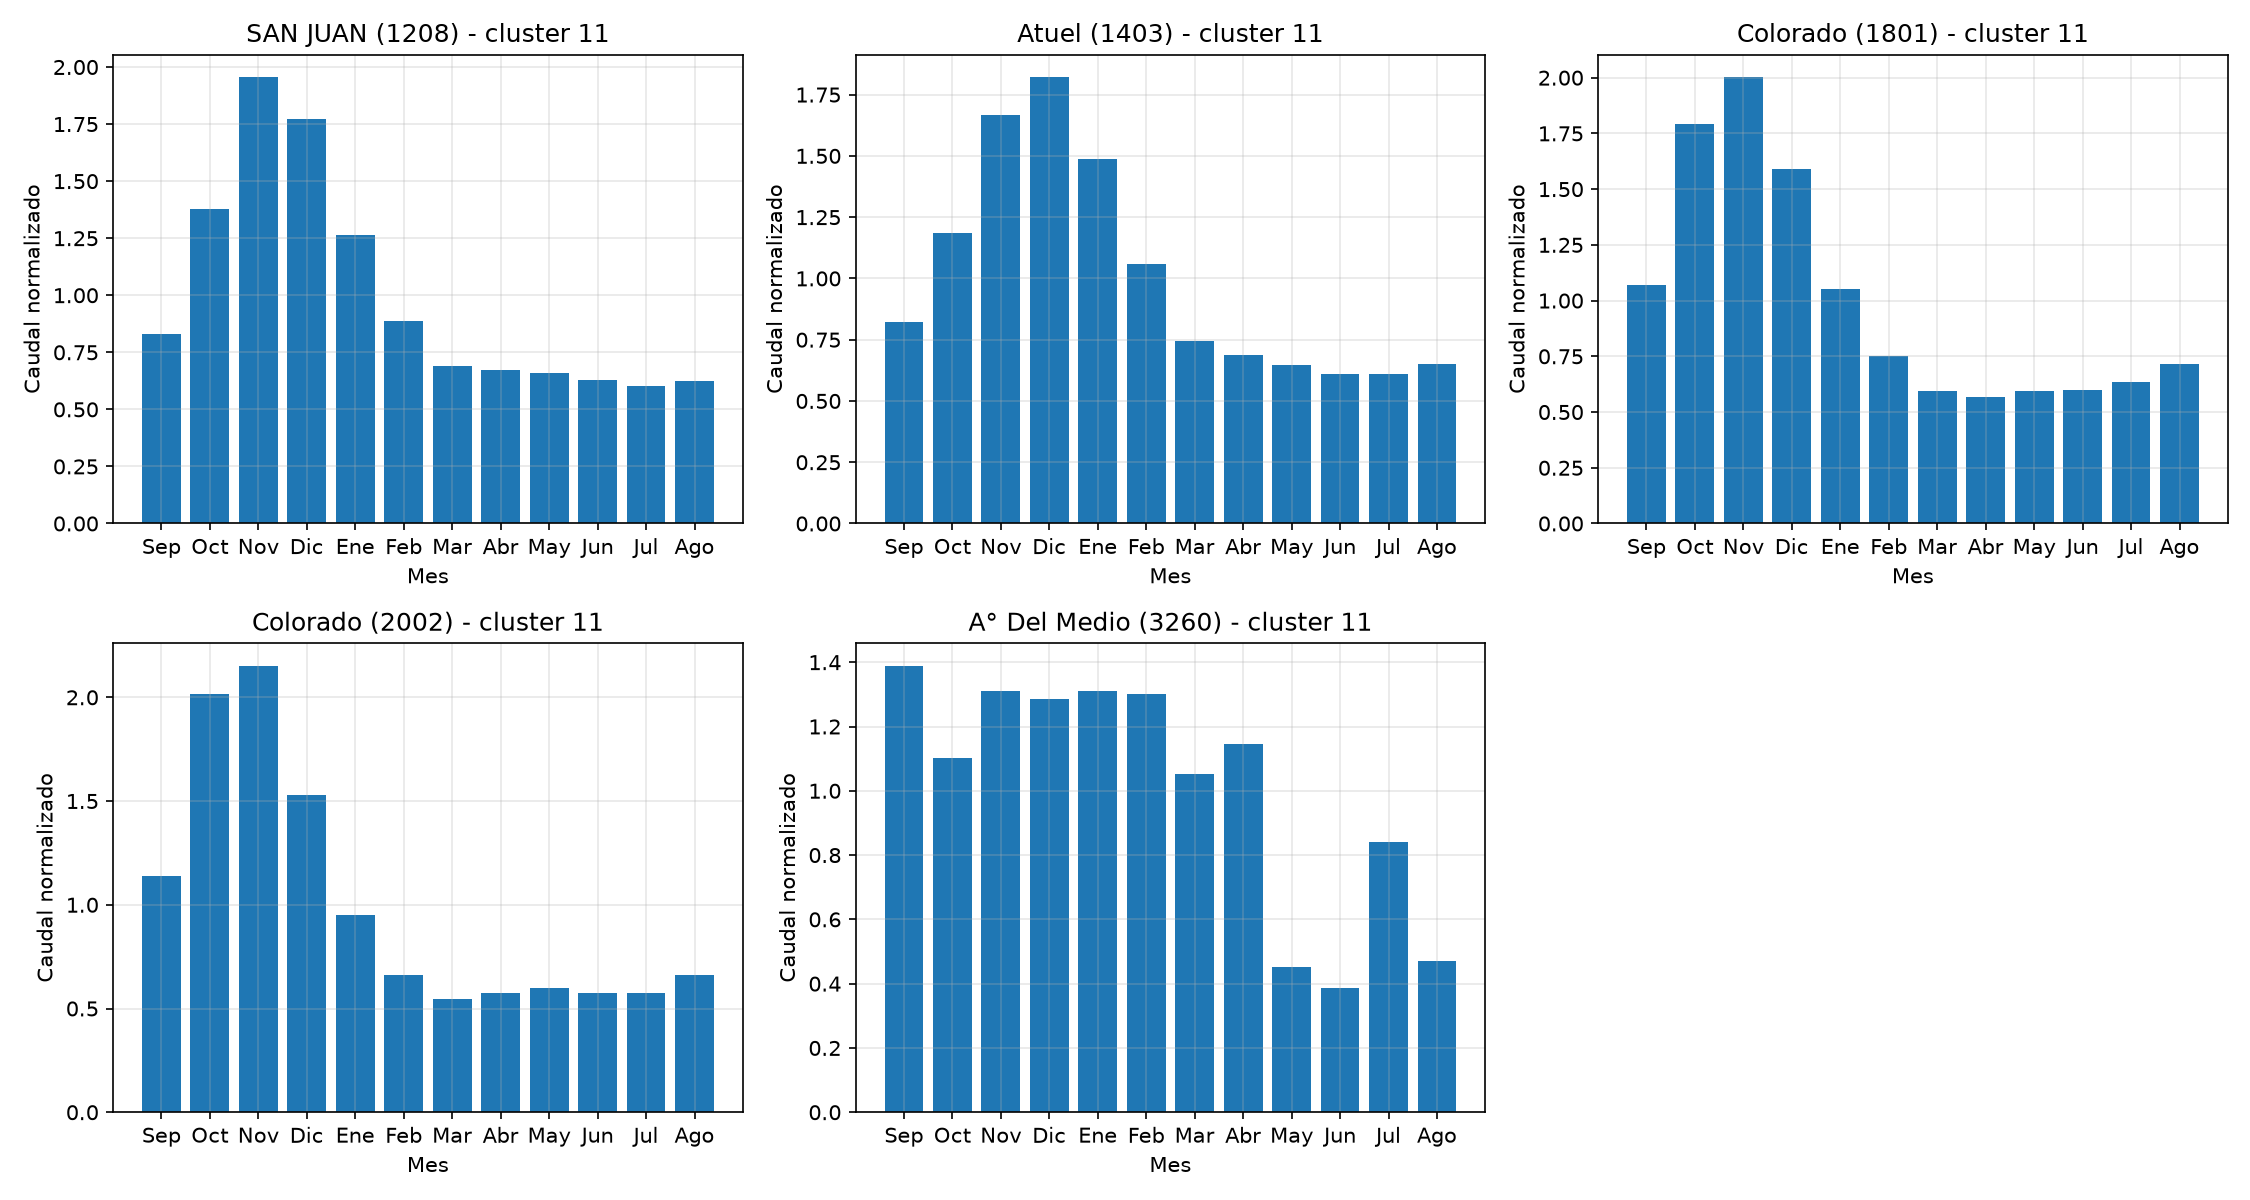 SAN JUAN (1208) - cluster 11
Caudal normalizado
2.00
1.75
1.50
1.25
1.00
0.75
0.50
0.25
0.00
Sep Oct Nov Dic Ene Feb Mar Abr May Jun Jul Ago
Mes
Atuel (1403) - cluster 11
Caudal normalizado
1.75
1.50
1.25
1.00
0.75
0.50
0.25
0.00
Sep Oct Nov Dic Ene Feb Mar Abr May Jun Jul Ago
Mes
Colorado (1801) - cluster 11
Caudal normalizado
2.00
1.75
1.50
1.25
1.00
0.75
0.50
0.25
0.00
Sep Oct Nov Dic Ene Feb Mar Abr May Jun Jul Ago
Mes
Colorado (2002) - cluster 11
Caudal normalizado
2.0
1.5
1.0
0.5
0.0
Sep Oct Nov Dic Ene Feb Mar Abr May Jun Jul Ago
Mes
A° Del Medio (3260) - cluster 11
Caudal normalizado
1.4
1.2
1.0
0.8
0.6
0.4
0.2
0.0
Sep Oct Nov Dic Ene Feb Mar Abr May Jun Jul Ago
Mes